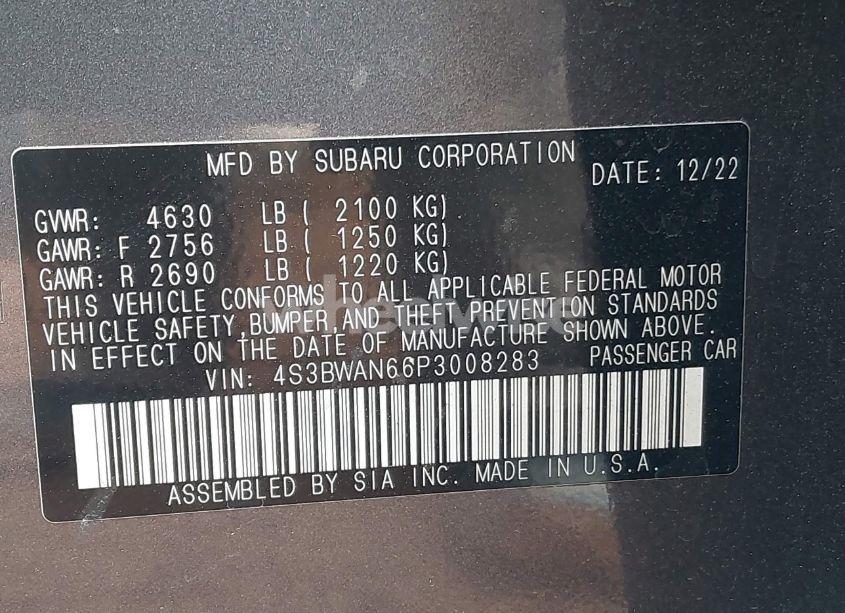 MFD BY SUBARU CORPORATION DATE: 12/22
GVWR: 4630 LB ( 2100 KG)
GAWR: F 2756 LB ( 1250 KG)
GAWR: R 2690 LB ( 1220 KG)
THIS VEHICLE CONFORMS TO ALL APPLICABLE FEDERAL MOTOR
VEHICLE SAFETY, BUMPER, AND THEFT PREVENTION STANDARDS
IN EFFECT ON THE DATE OF MANUFACTURE SHOWN ABOVE.
VIN: 4S3BWAN66P3008283 PASSENGER CAR
ASSEMBLED BY SIA INC. MADE IN U.S.A.